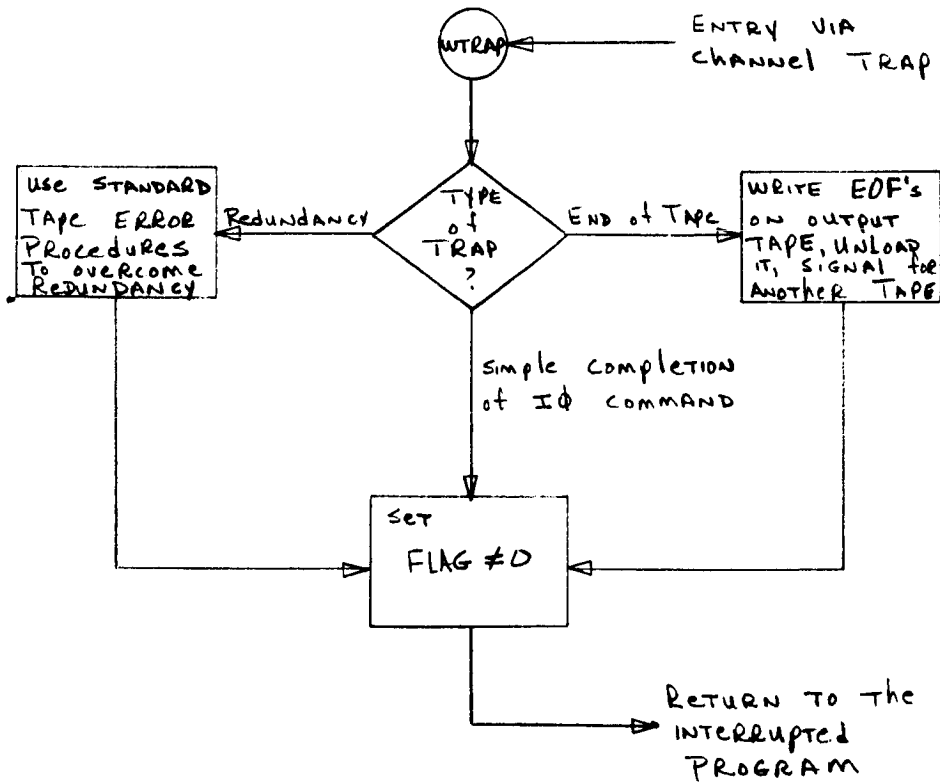 WTRAP
ENTRY VIA
CHANNEL TRAP
TYPE
of
TRAP
?
Redundancy
USE STANDARD
TAPE ERROR
PROCEDURES
TO OVERCOME
REDUNDANCY
End of Tape
WRITE EOF's
ON OUTPUT
TAPE, UNLOAD
IT, SIGNAL for
ANOTHER TAPE
SIMPLE COMPLETION
of IØ COMMAND
SET
FLAG ≠ 0
RETURN TO THE
INTERRUPTED
PROGRAM